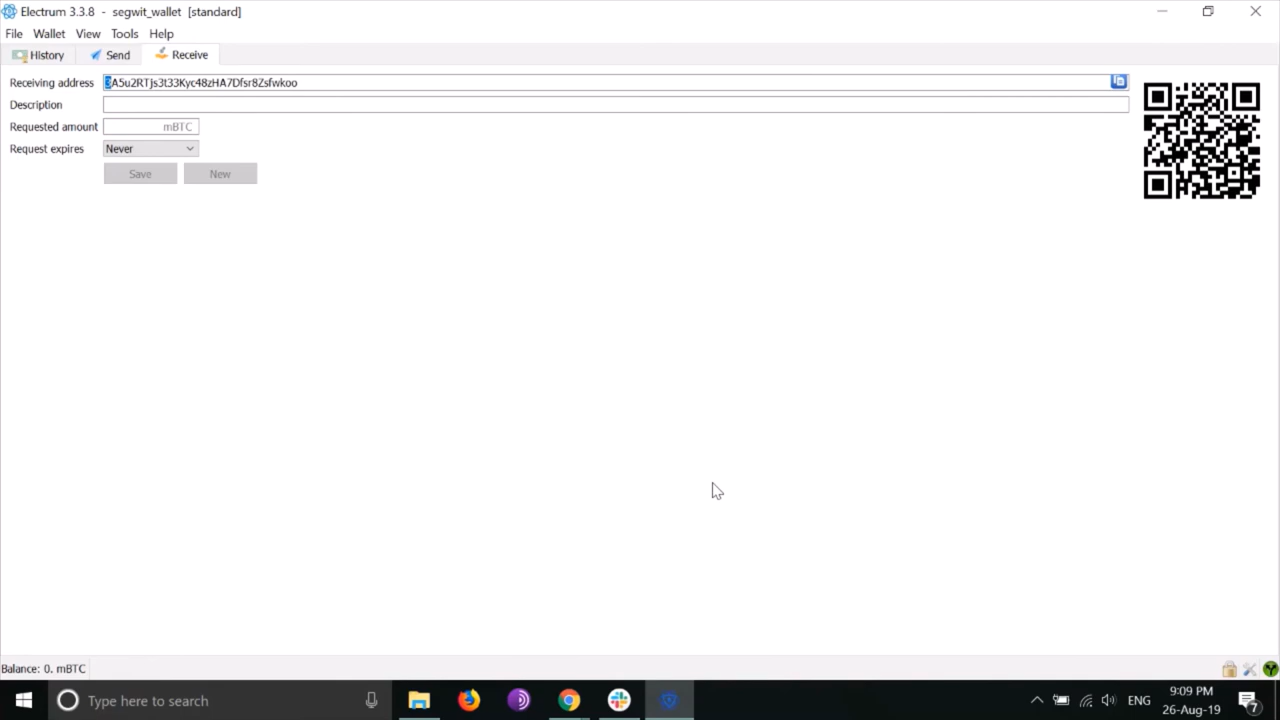 Electrum 3.3.8 - segwit_wallet [standard]
File Wallet View Tools Help
History Send Receive
Receiving address 3A5u2RTjs3t33Kyc48zHA7Dfsr8Zsfwkoo
Description
Requested amount mBTC
Request expires Never
Save New
Balance: 0. mBTC
Type here to search
ENG
9:09 PM
26-Aug-19
7